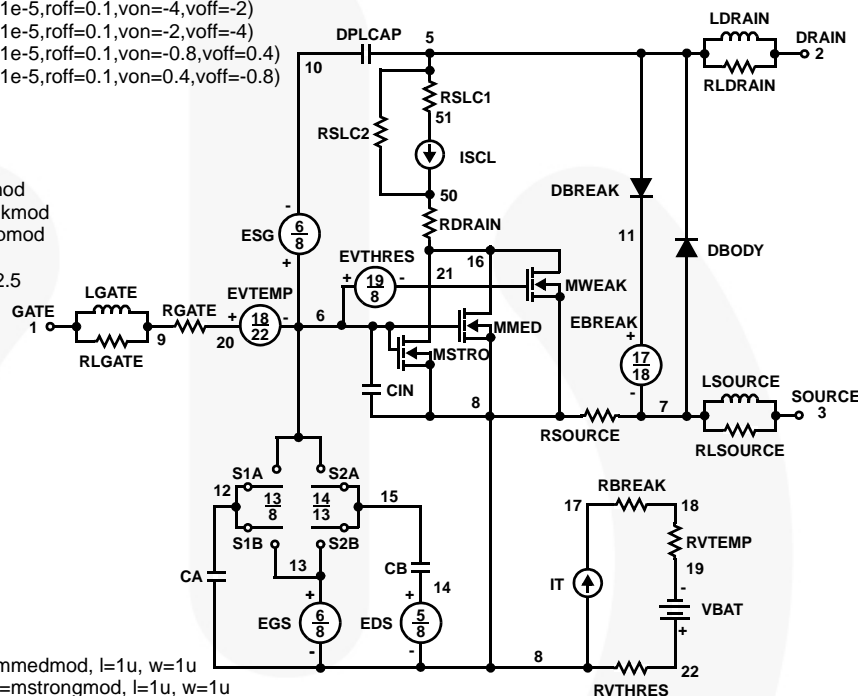 1e-5,roff=0.1,von=-4,voff=-2)
1e-5,roff=0.1,von=-2,voff=-4)
1e-5,roff=0.1,von=-0.8,voff=0.4)
1e-5,roff=0.1,von=0.4,voff=-0.8)
LDRAIN
DPLCAP
5
DRAIN
2
10
RLDRAIN
RSLC1
51
RSLC2
ISCL
50
nod
kmod
omod
DBREAK
RDRAIN
-
6
8
ESG
+
11
DBODY
EVTHRES
16
21
+
19
8
-
MWEAK
2.5
LGATE
GATE
1
RGATE
EVTEMP
+
18
22
-
6
MMED
EBREAK
+
9
20
RLGATE
MSTRO
17
18
-
LSOURCE
CIN
8
7
SOURCE
3
RSOURCE
RLSOURCE
S1A
S2A
12
13
8
14
13
15
RBREAK
17
18
S1B
S2B
RVTEMP
13
CB
19
CA
14
IT
-
+
+
VBAT
EGS
6
8
EDS
5
8
+
-
-
8
22
RVTHRES
mmedmod, l=1u, w=1u
=mstrongmod, l=1u, w=1u